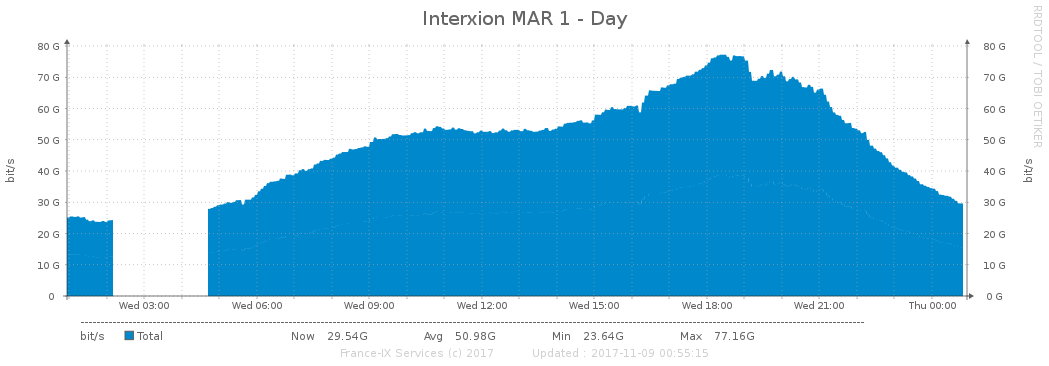 Interxion MAR 1 - Day
RRDTOOL / TOBI OETIKER
bit/s
80 G 80 G
70 G 70 G
60 G 60 G
50 G 50 G
40 G 40 G
30 G 30 G
20 G 20 G
10 G 10 G
0 0 G
bit/s
Wed 03:00 Wed 06:00 Wed 09:00 Wed 12:00 Wed 15:00 Wed 18:00 Wed 21:00 Thu 00:00
bit/s Total Now 29.54G Avg 50.98G Min 23.64G Max 77.16G
France-IX Services (c) 2017 Updated : 2017-11-09 00:55:15